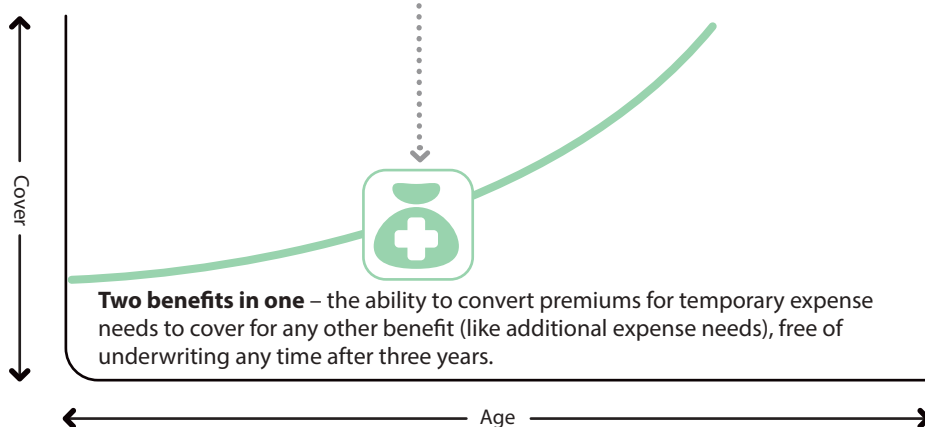 Cover
Two benefits in one – the ability to convert premiums for temporary expense
needs to cover for any other benefit (like additional expense needs), free of
underwriting any time after three years.
Age